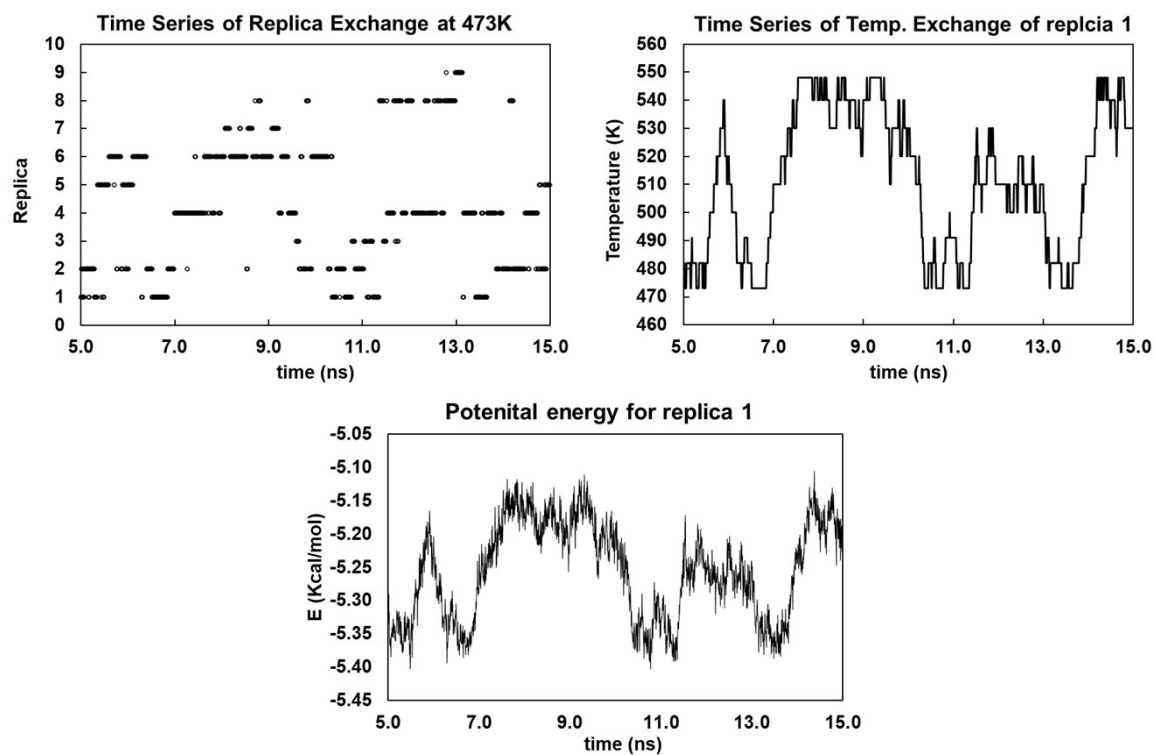 Time Series of Replica Exchange at 473K
Replica
10
9
8
7
6
5
4
3
2
1
0
5.0 7.0 9.0 11.0 13.0 15.0
time (ns)
Time Series of Temp. Exchange of replcia 1
Temperature (K)
560
550
540
530
520
510
500
490
480
470
460
5.0 7.0 9.0 11.0 13.0 15.0
time (ns)
Potenital energy for replica 1
E (Kcal/mol)
-5.05
-5.10
-5.15
-5.20
-5.25
-5.30
-5.35
-5.40
-5.45
5.0 7.0 9.0 11.0 13.0 15.0
time (ns)